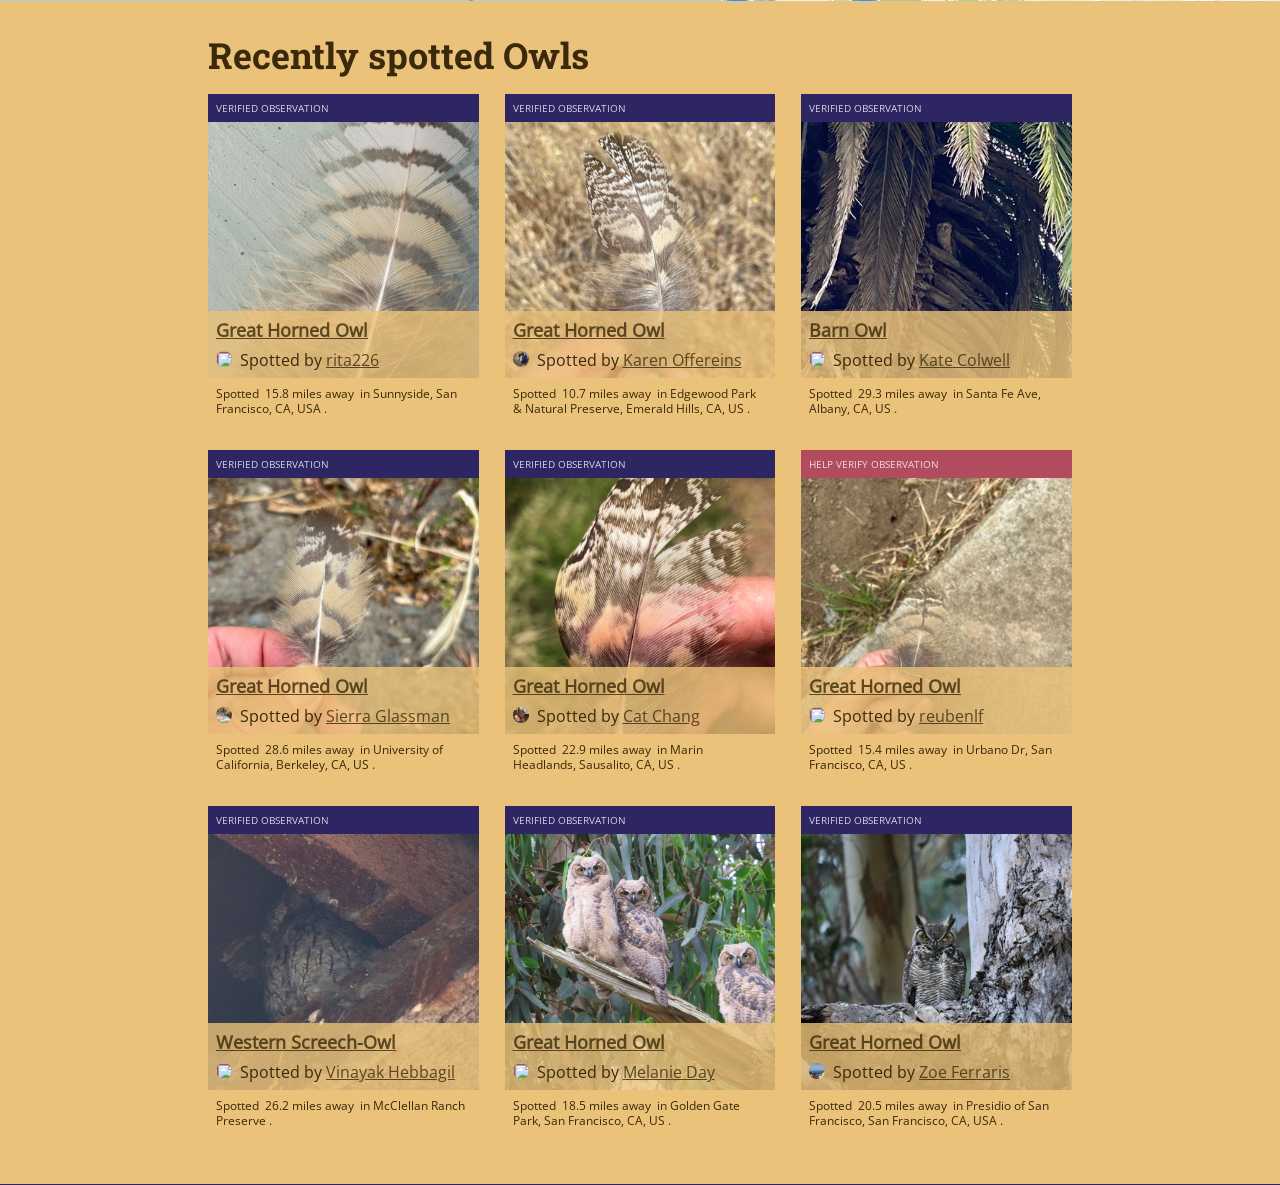 Recently spotted Owls
VERIFIED OBSERVATION
Great Horned Owl
Spotted by rita226
Spotted 15.8 miles away in Sunnyside, San
Francisco, CA, USA .
VERIFIED OBSERVATION
Great Horned Owl
Spotted by Karen Offereins
Spotted 10.7 miles away in Edgewood Park
& Natural Preserve, Emerald Hills, CA, US .
VERIFIED OBSERVATION
Barn Owl
Spotted by Kate Colwell
Spotted 29.3 miles away in Santa Fe Ave,
Albany, CA, US .
VERIFIED OBSERVATION
Great Horned Owl
Spotted by Sierra Glassman
Spotted 28.6 miles away in University of
California, Berkeley, CA, US .
VERIFIED OBSERVATION
Great Horned Owl
Spotted by Cat Chang
Spotted 22.9 miles away in Marin
Headlands, Sausalito, CA, US .
HELP VERIFY OBSERVATION
Great Horned Owl
Spotted by reubenlf
Spotted 15.4 miles away in Urbano Dr, San
Francisco, CA, US .
VERIFIED OBSERVATION
Western Screech-Owl
Spotted by Vinayak Hebbagil
Spotted 26.2 miles away in McClellan Ranch
Preserve .
VERIFIED OBSERVATION
Great Horned Owl
Spotted by Melanie Day
Spotted 18.5 miles away in Golden Gate
Park, San Francisco, CA, US .
VERIFIED OBSERVATION
Great Horned Owl
Spotted by Zoe Ferraris
Spotted 20.5 miles away in Presidio of San
Francisco, San Francisco, CA, USA .